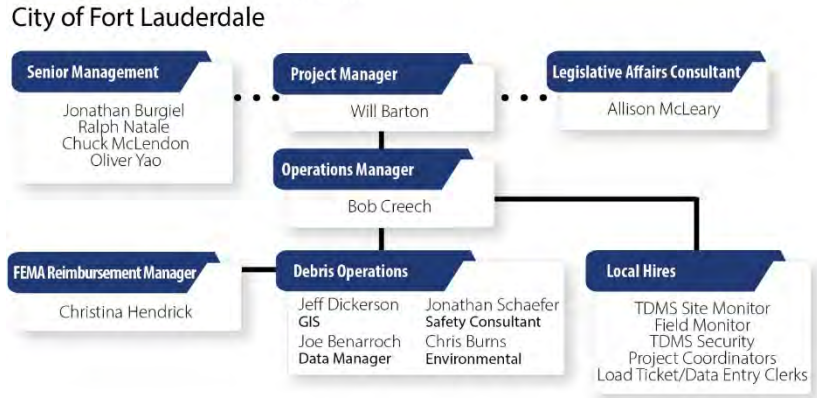 City of Fort Lauderdale
Senior Management
Jonathan Burgiel
Ralph Natale
Chuck McLendon
Oliver Yao
Project Manager
Will Barton
Legislative Affairs Consultant
Allison McLeary
Operations Manager
Bob Creech
FEMA Reimbursement Manager
Christina Hendrick
Debris Operations
Jeff Dickerson
GIS
Joe Benarroch
Data Manager
Jonathan Schaefer
Safety Consultant
Chris Burns
Environmental
Local Hires
TDMS Site Monitor
Field Monitor
TDMS Security
Project Coordinators
Load Ticket/Data Entry Clerks